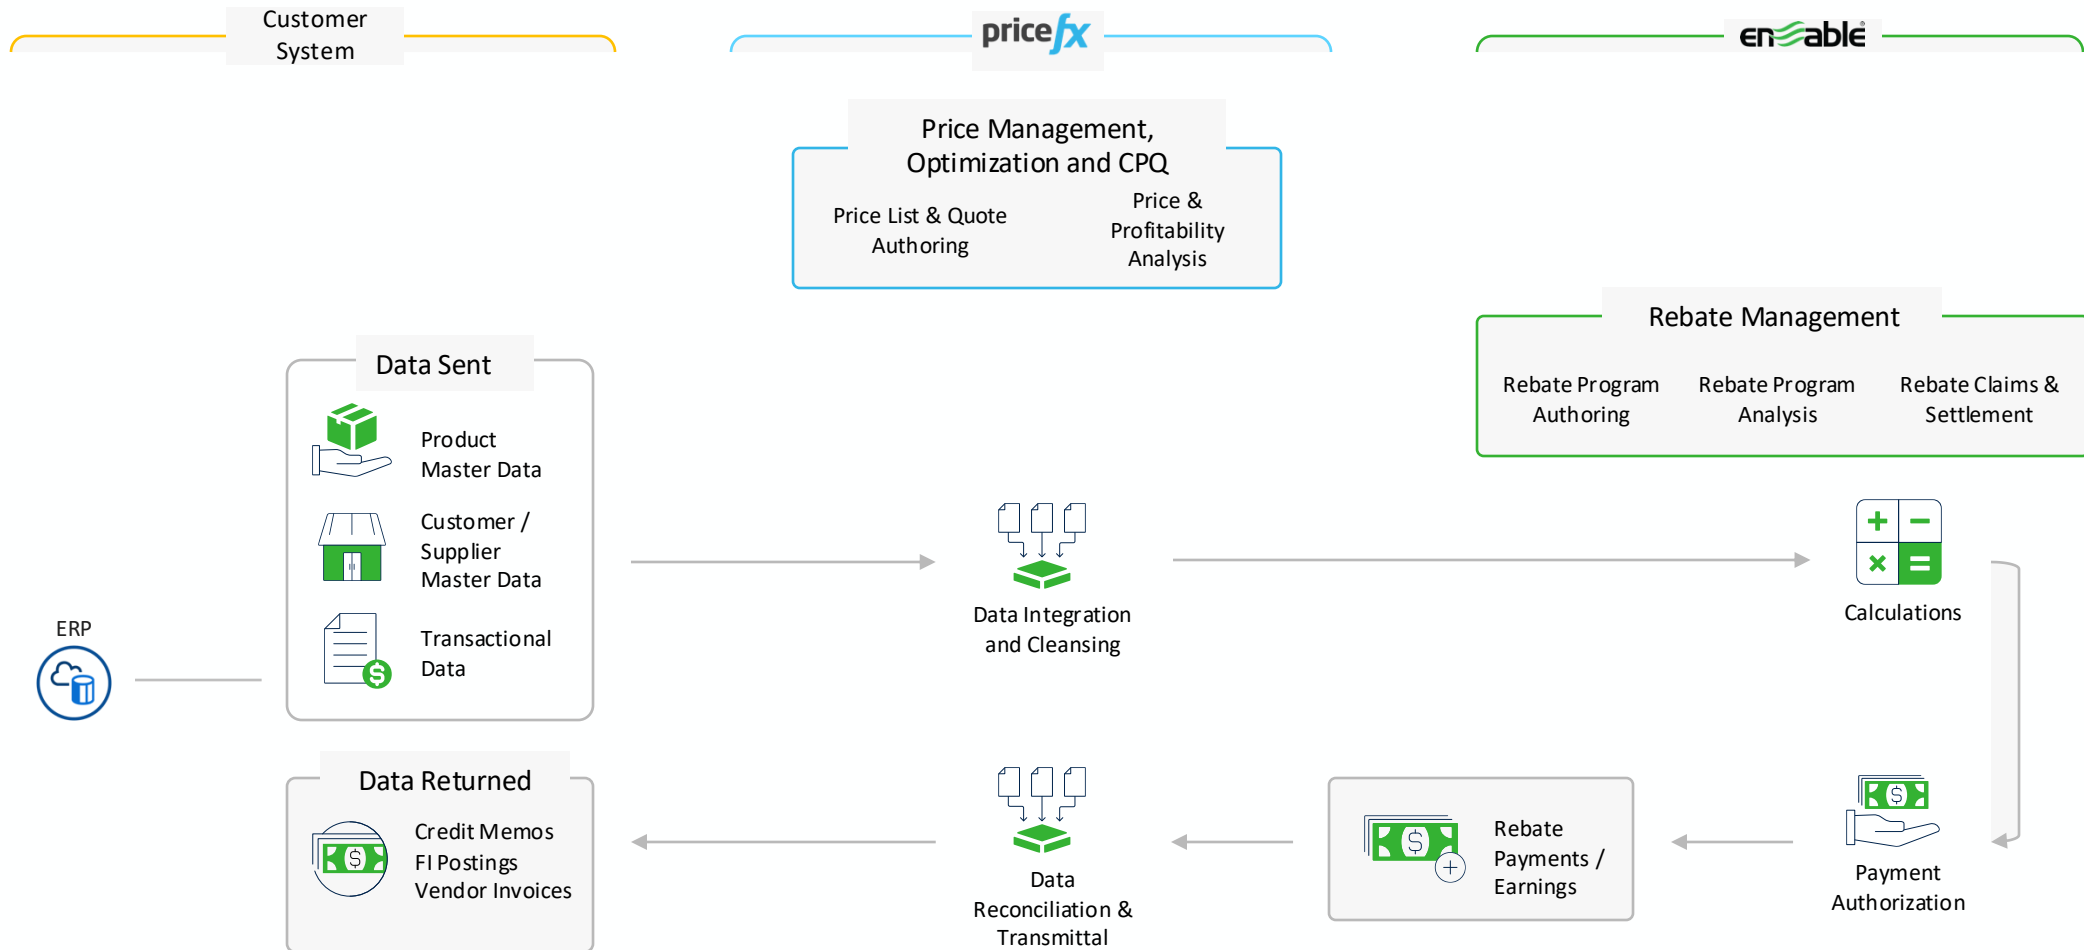 Customer
System
pricefx
enable
Price Management,
Optimization and CPQ
Price List & Quote
Authoring
Price &
Profitability
Analysis
Rebate Management
Rebate Program
Authoring
Rebate Program
Analysis
Rebate Claims &
Settlement
Data Sent
Product
Master Data
Customer /
Supplier
Master Data
Transactional
Data
ERP
Data Integration
and Cleansing
Calculations
Data Returned
Credit Memos
FI Postings
Vendor Invoices
Data
Reconciliation &
Transmittal
Rebate
Payments /
Earnings
Payment
Authorization